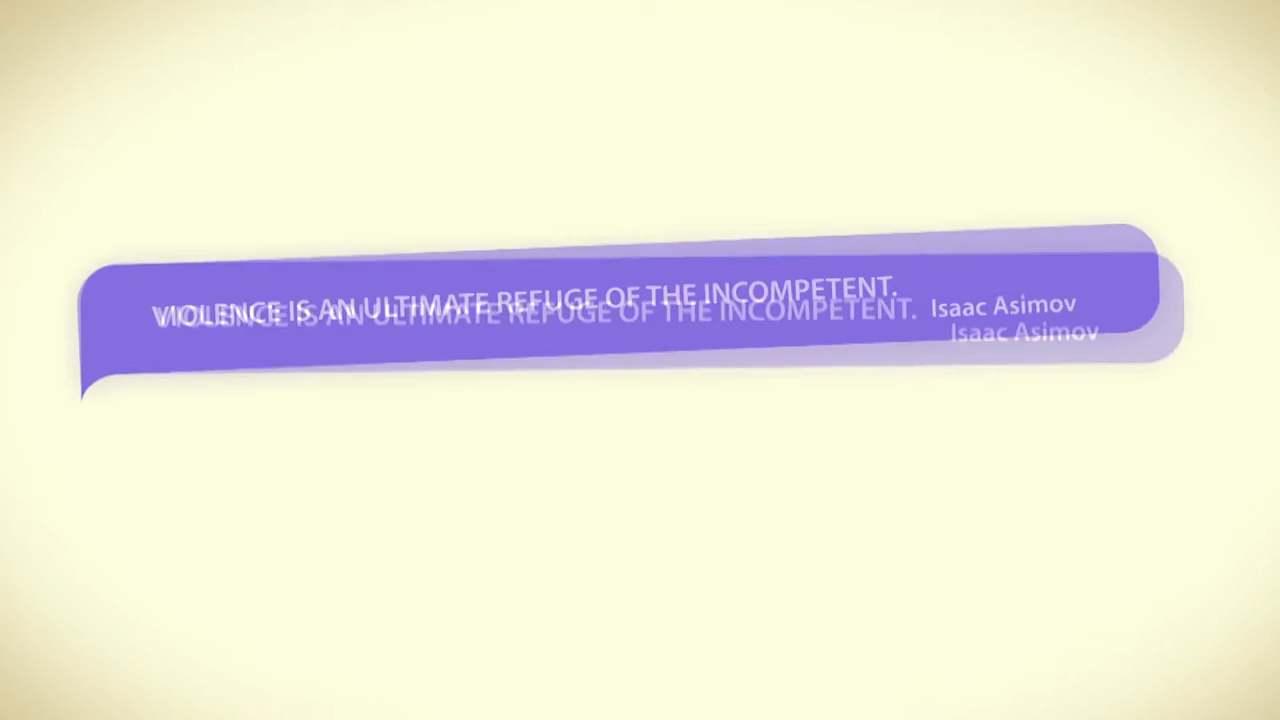 VIOLENCE IS AN ULTIMATE REFUGE OF THE INCOMPETENT.
Isaac Asimov